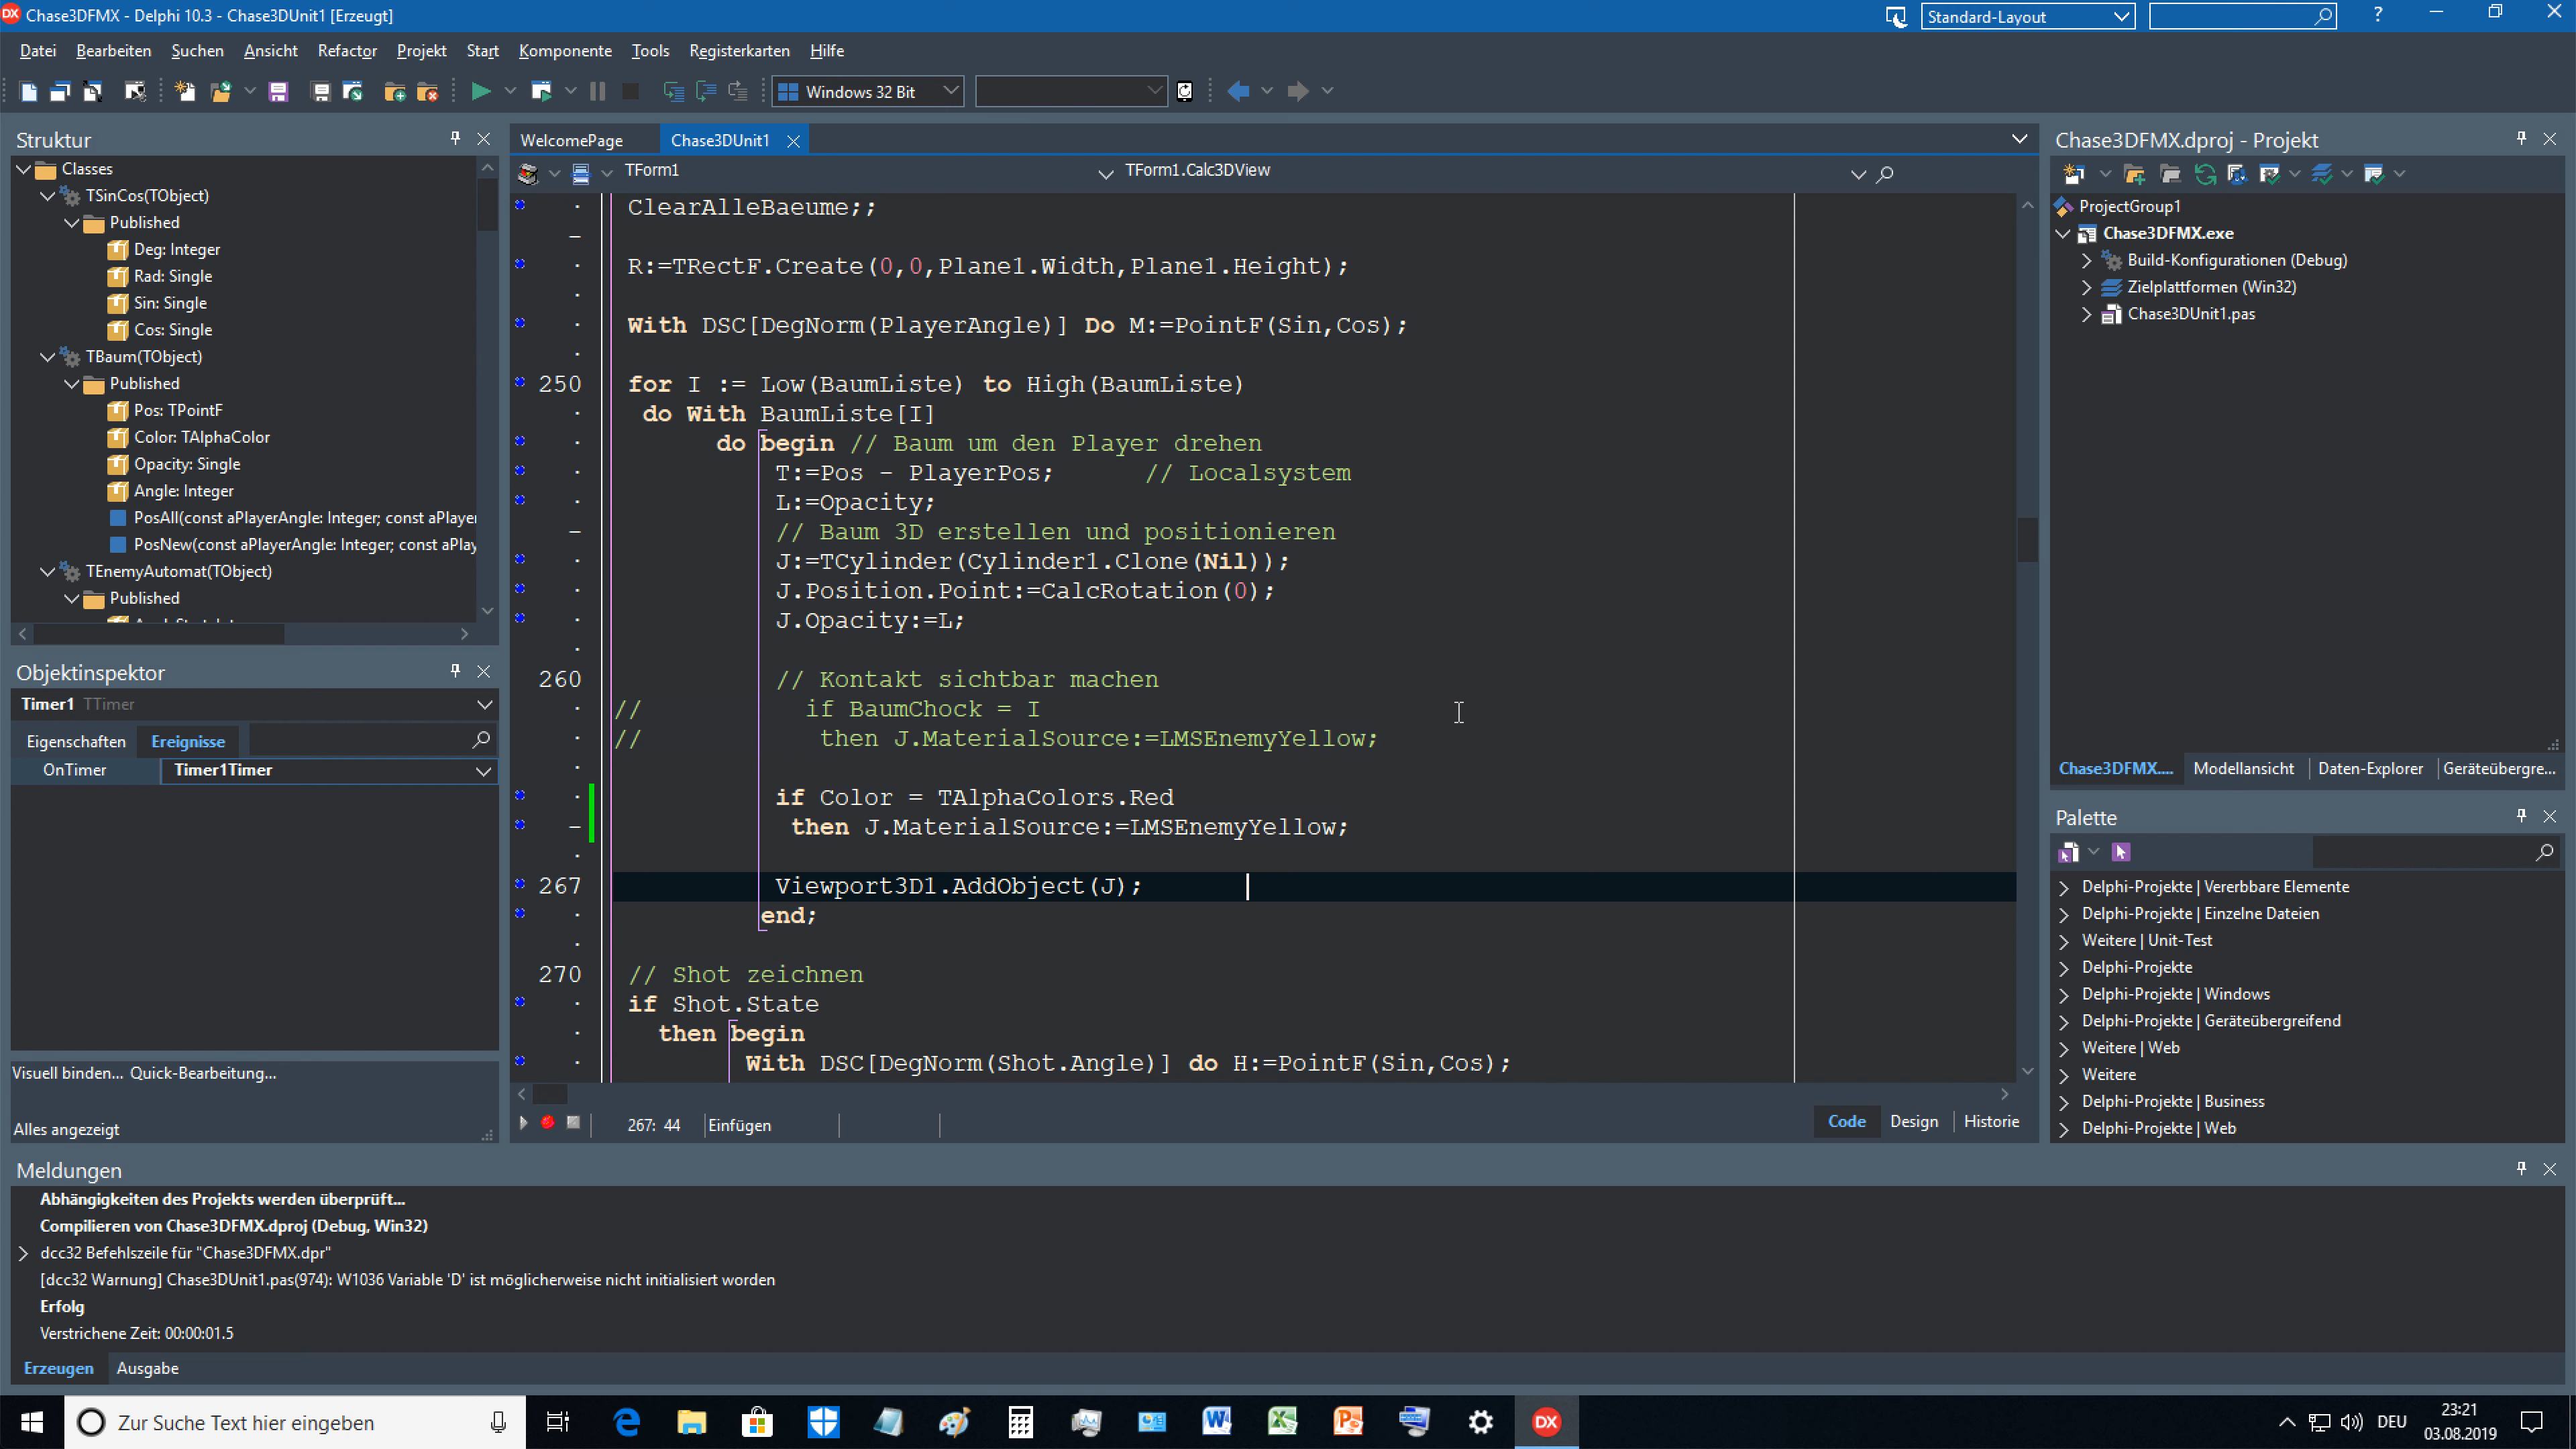 Chase3DFMX - Delphi 10.3 - Chase3DUnit1 [Erzeugt]
Standard-Layout
?
Datei Bearbeiten Suchen Ansicht Refactor Projekt Start Komponente Tools Registerkarten Hilfe
Windows 32 Bit
Struktur
Classes
TSinCos(TObject)
Published
Deg: Integer
Rad: Single
Sin: Single
Cos: Single
TBaum(TObject)
Published
Pos: TPointF
Color: TAlphaColor
Opacity: Single
Angle: Integer
PosAll(const aPlayerAngle: Integer; const aPlayer
PosNew(const aPlayerAngle: Integer; const aPlay
TEnemyAutomat(TObject)
Published
Objektinspektor
Timer1 TTimer
Eigenschaften Ereignisse
OnTimer Timer1Timer
Visuell binden... Quick-Bearbeitung...
Alles angezeigt
WelcomePage Chase3DUnit1
TForm1 TForm1.Calc3DView
ClearAlleBaeume;;
R:=TRectF.Create(0,0,Plane1.Width,Plane1.Height);
With DSC[DegNorm(PlayerAngle)] Do M:=PointF(Sin,Cos);
250 for I := Low(BaumListe) to High(BaumListe)
do With BaumListe[I]
do begin // Baum um den Player drehen
T:=Pos - PlayerPos; // Localsystem
L:=Opacity;
// Baum 3D erstellen und positionieren
J:=TCylinder(Cylinder1.Clone(Nil));
J.Position.Point:=CalcRotation(0);
J.Opacity:=L;
260 // Kontakt sichtbar machen
// if BaumChock = I
// then J.MaterialSource:=LMSEnemyYellow;
if Color = TAlphaColors.Red
then J.MaterialSource:=LMSEnemyYellow;
267 Viewport3D1.AddObject(J);
end;
270 // Shot zeichnen
if Shot.State
then begin
With DSC[DegNorm(Shot.Angle)] do H:=PointF(Sin,Cos);
267: 44 Einfügen
Code Design Historie
Chase3DFMX.dproj - Projekt
ProjectGroup1
Chase3DFMX.exe
Build-Konfigurationen (Debug)
Zielplattformen (Win32)
Chase3DUnit1.pas
Chase3DFMX.... Modellansicht Daten-Explorer Geräteübergre...
Palette
Delphi-Projekte | Vererbbare Elemente
Delphi-Projekte | Einzelne Dateien
Weitere | Unit-Test
Delphi-Projekte
Delphi-Projekte | Windows
Delphi-Projekte | Geräteübergreifend
Weitere | Web
Weitere
Delphi-Projekte | Business
Delphi-Projekte | Web
Meldungen
Abhängigkeiten des Projekts werden überprüft...
Compilieren von Chase3DFMX.dproj (Debug, Win32)
dcc32 Befehlszeile für "Chase3DFMX.dpr"
[dcc32 Warnung] Chase3DUnit1.pas(974): W1036 Variable 'D' ist möglicherweise nicht initialisiert worden
Erfolg
Verstrichene Zeit: 00:00:01.5
Erzeugen Ausgabe
Zur Suche Text hier eingeben
DX
DEU
23:21
03.08.2019